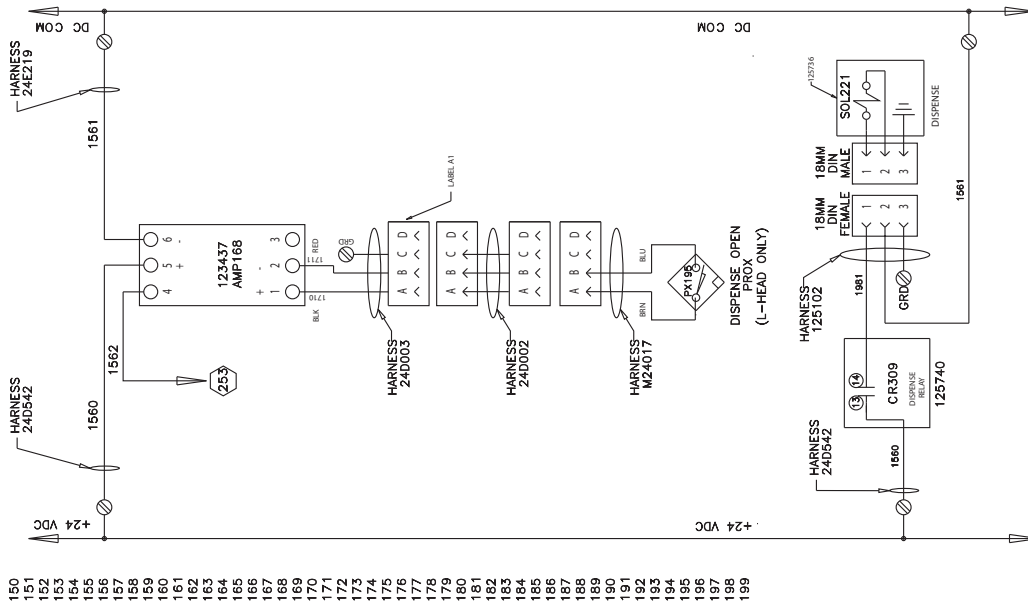 DC COM
DC COM
HARNESS
24E219
1561
6 -
5 +
4
123437
AMP168
3
- 2
+ 1
RED
1711
1710
BLK
1562
253
1560
HARNESS
24D542
+24 VDC
GRD
LABEL A1
A B C D
HARNESS
24D003
A B C D
A B C D
HARNESS
24D002
A B C D
HARNESS
M24017
BLU
BRN
PX195
DISPENSE OPEN
PROX
(L-HEAD ONLY)
125736
SOL221
DISPENSE
18MM
DIN
MALE
1
2
3
18MM
DIN
FEMALE
1
2
3
1561
HARNESS
125102
1981
GRD
13
14
CR309
DISPENSE
RELAY
125740
HARNESS
24D542
1560
+24 VDC
150
151
152
153
154
155
156
157
158
159
160
161
162
163
164
165
166
167
168
169
170
171
172
173
174
175
176
177
178
179
180
181
182
183
184
185
186
187
188
189
190
191
192
193
194
195
196
197
198
199